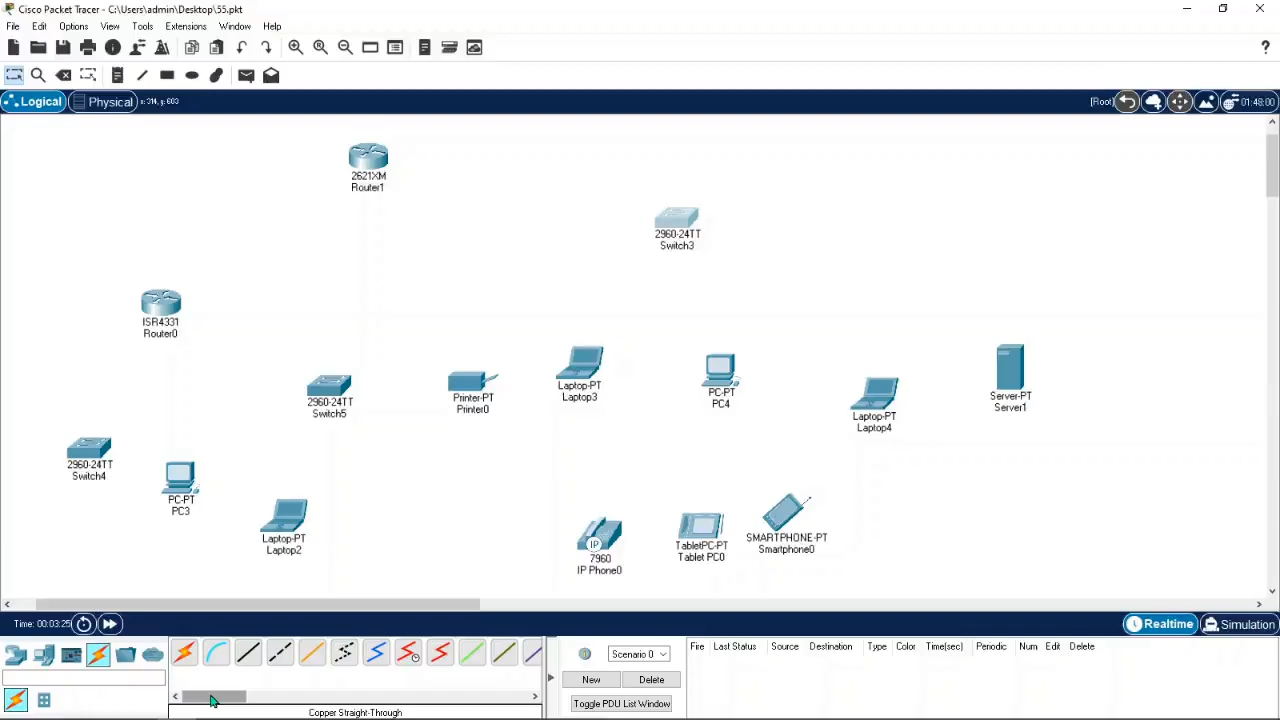 Cisco Packet Tracer - C:\Users\admin\Desktop\55.pkt
File Edit Options View Tools Extensions Window Help
Logical Physical x: 314, y: 603 [Root] 01:48:00
2621XM
Router1
2960-24TT
Switch3
ISR4331
Router0
2960-24TT
Switch5
Printer-PT
Printer0
Laptop-PT
Laptop3
PC-PT
PC4
Laptop-PT
Laptop4
Server-PT
Server1
2960-24TT
Switch4
PC-PT
PC3
Laptop-PT
Laptop2
IP
7960
IP Phone0
TabletPC-PT
Tablet PC0
SMARTPHONE-PT
Smartphone0
Time: 00:03:25 Realtime Simulation
Scenario 0
New Delete
Toggle PDU List Window
Fire Last Status Source Destination Type Color Time(sec) Periodic Num Edit Delete
Copper Straight-Through